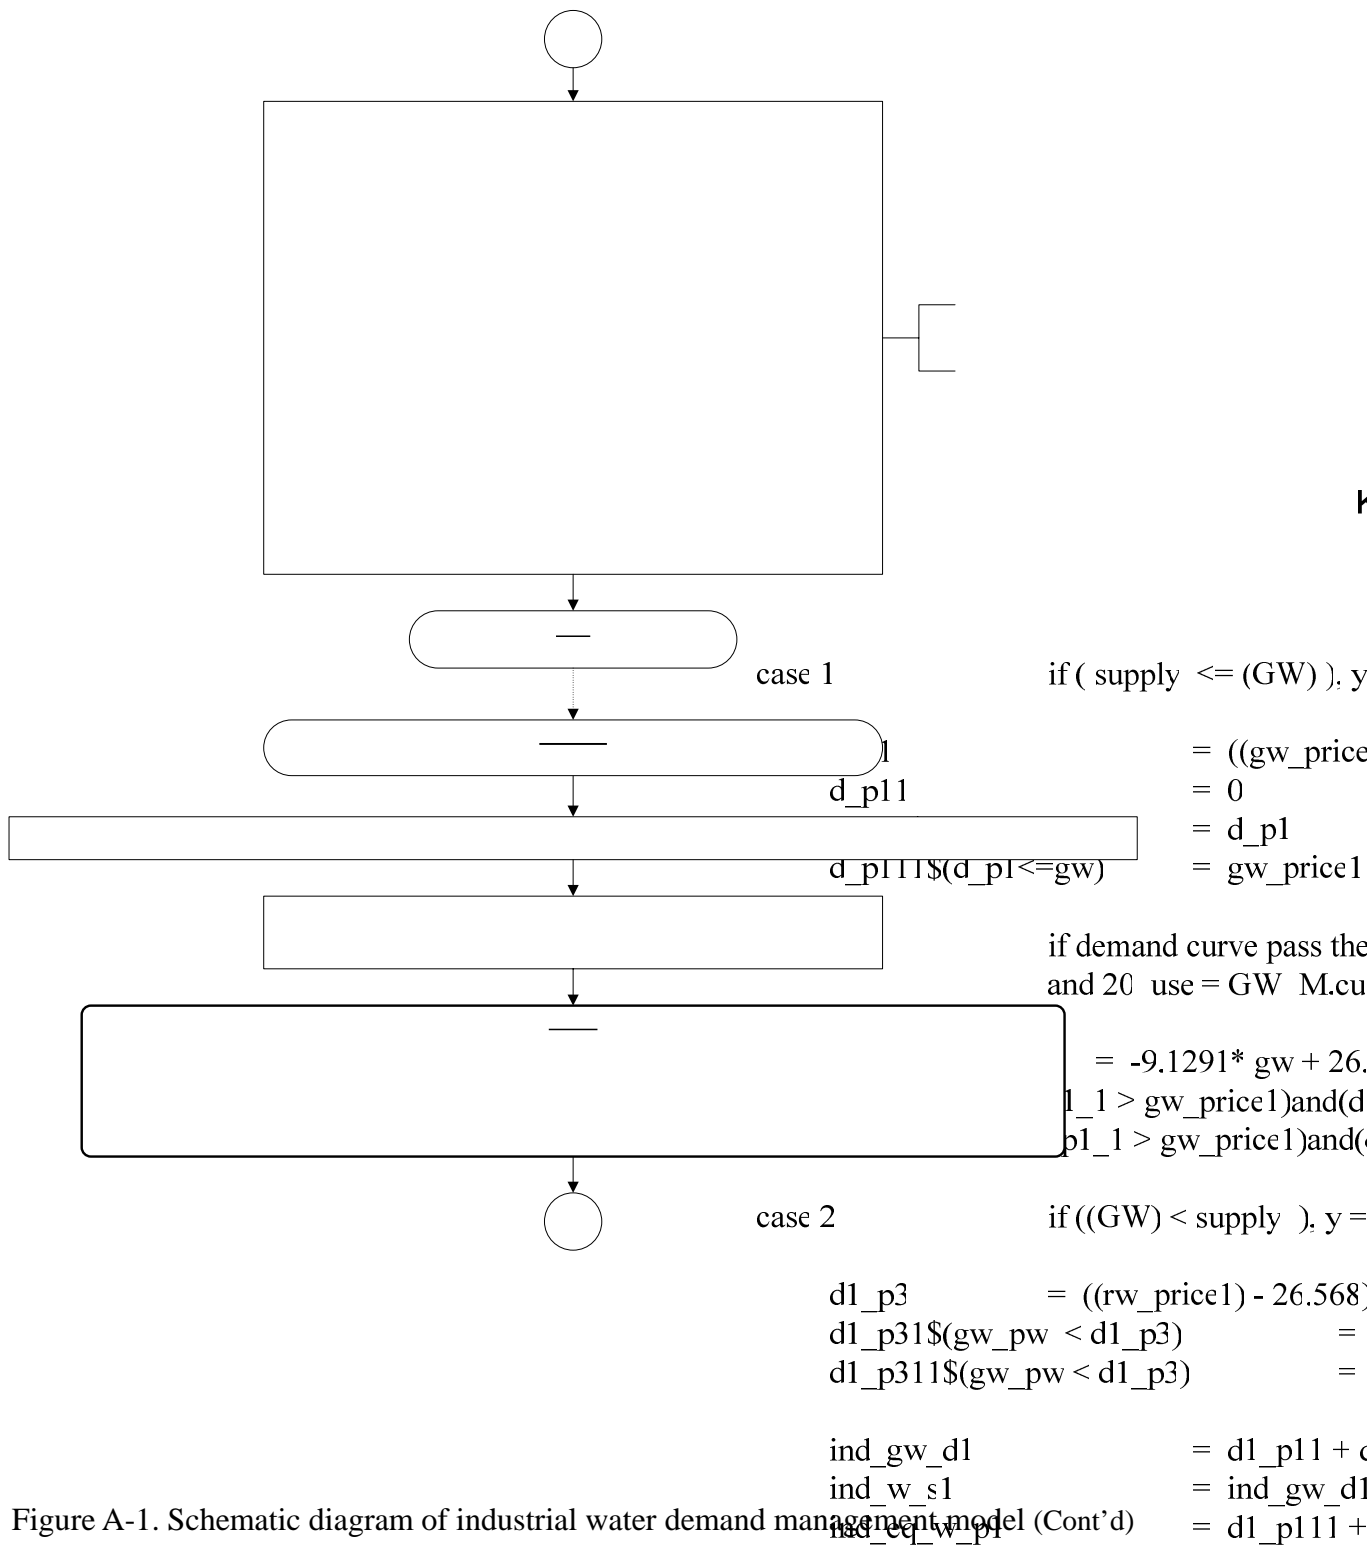 case 1 if ( supply <= (GW) ), y
1 = ((gw_price
d_p11 = 0
= d_p1
d_p111$(d_p1<=gw) = gw_price1
if demand curve pass the
and 20 use = GW M.cu
= -9.1291* gw + 26.
1_1 > gw_price1)and(d
p1_1 > gw_price1)and(
case 2 if ((GW) < supply ), y =
d1_p3 = ((rw_price1) - 26.568)
d1_p31$(gw_pw < d1_p3) =
d1_p311$(gw_pw < d1_p3) =
ind_gw_d1 = d1_p11 +
ind_w_s1 = ind_gw_d1
ind_eq_w_p1 = d1_p111 +
Figure A-1. Schematic diagram of industrial water demand management model (Cont’d)